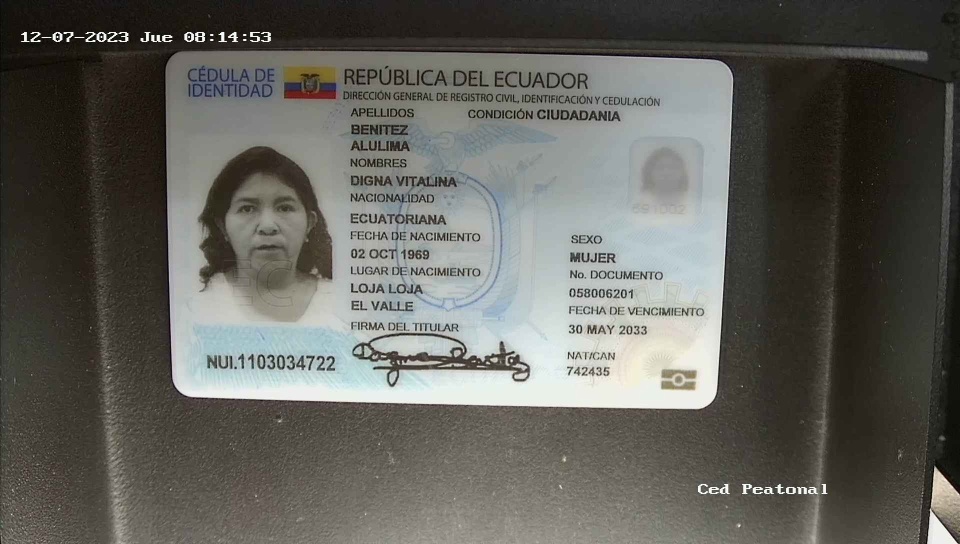 12-07-2023 Jue 08:14:53
CÉDULA DE
IDENTIDAD
REPÚBLICA DEL ECUADOR
DIRECCIÓN GENERAL DE REGISTRO CIVIL, IDENTIFICACIÓN Y CEDULACIÓN
APELLIDOS
CONDICIÓN CIUDADANIA
BENITEZ
ALULIMA
NOMBRES
DIGNA VITALINA
NACIONALIDAD
ECUATORIANA
FECHA DE NACIMIENTO
02 OCT 1969
LUGAR DE NACIMIENTO
LOJA LOJA
EL VALLE
FIRMA DEL TITULAR
SEXO
MUJER
No. DOCUMENTO
058006201
FECHA DE VENCIMIENTO
30 MAY 2033
NAT/CAN
742435
NUI.1103034722
Ced Peatonal